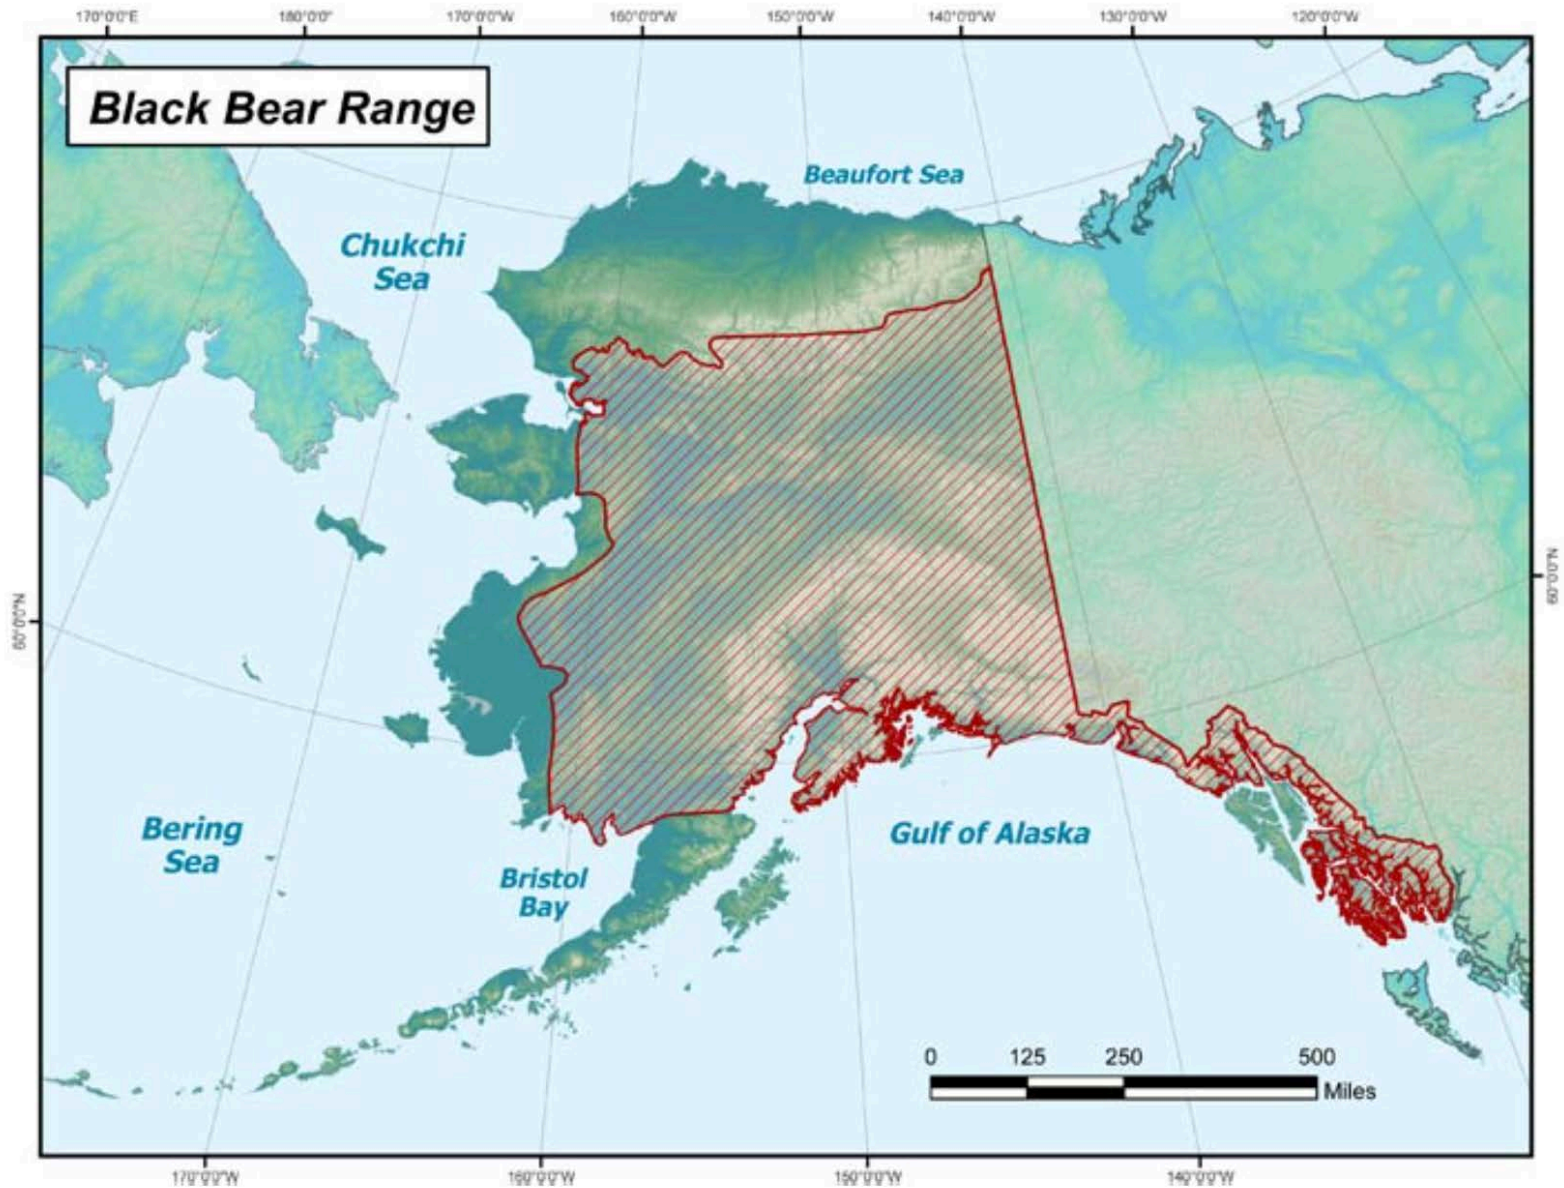 170°0'0"E 180°0'0" 170°0'0"W 160°0'0"W 150°0'0"W 140°0'0"W 130°0'0"W 120°0'0"W
Black Bear Range
Beaufort Sea
Chukchi
Sea
60°0'0"N
60°0'0"N
Bering
Sea
Gulf of Alaska
Bristol
Bay
0 125 250 500
Miles
170°0'0"W 160°0'0"W 150°0'0"W 140°0'0"W